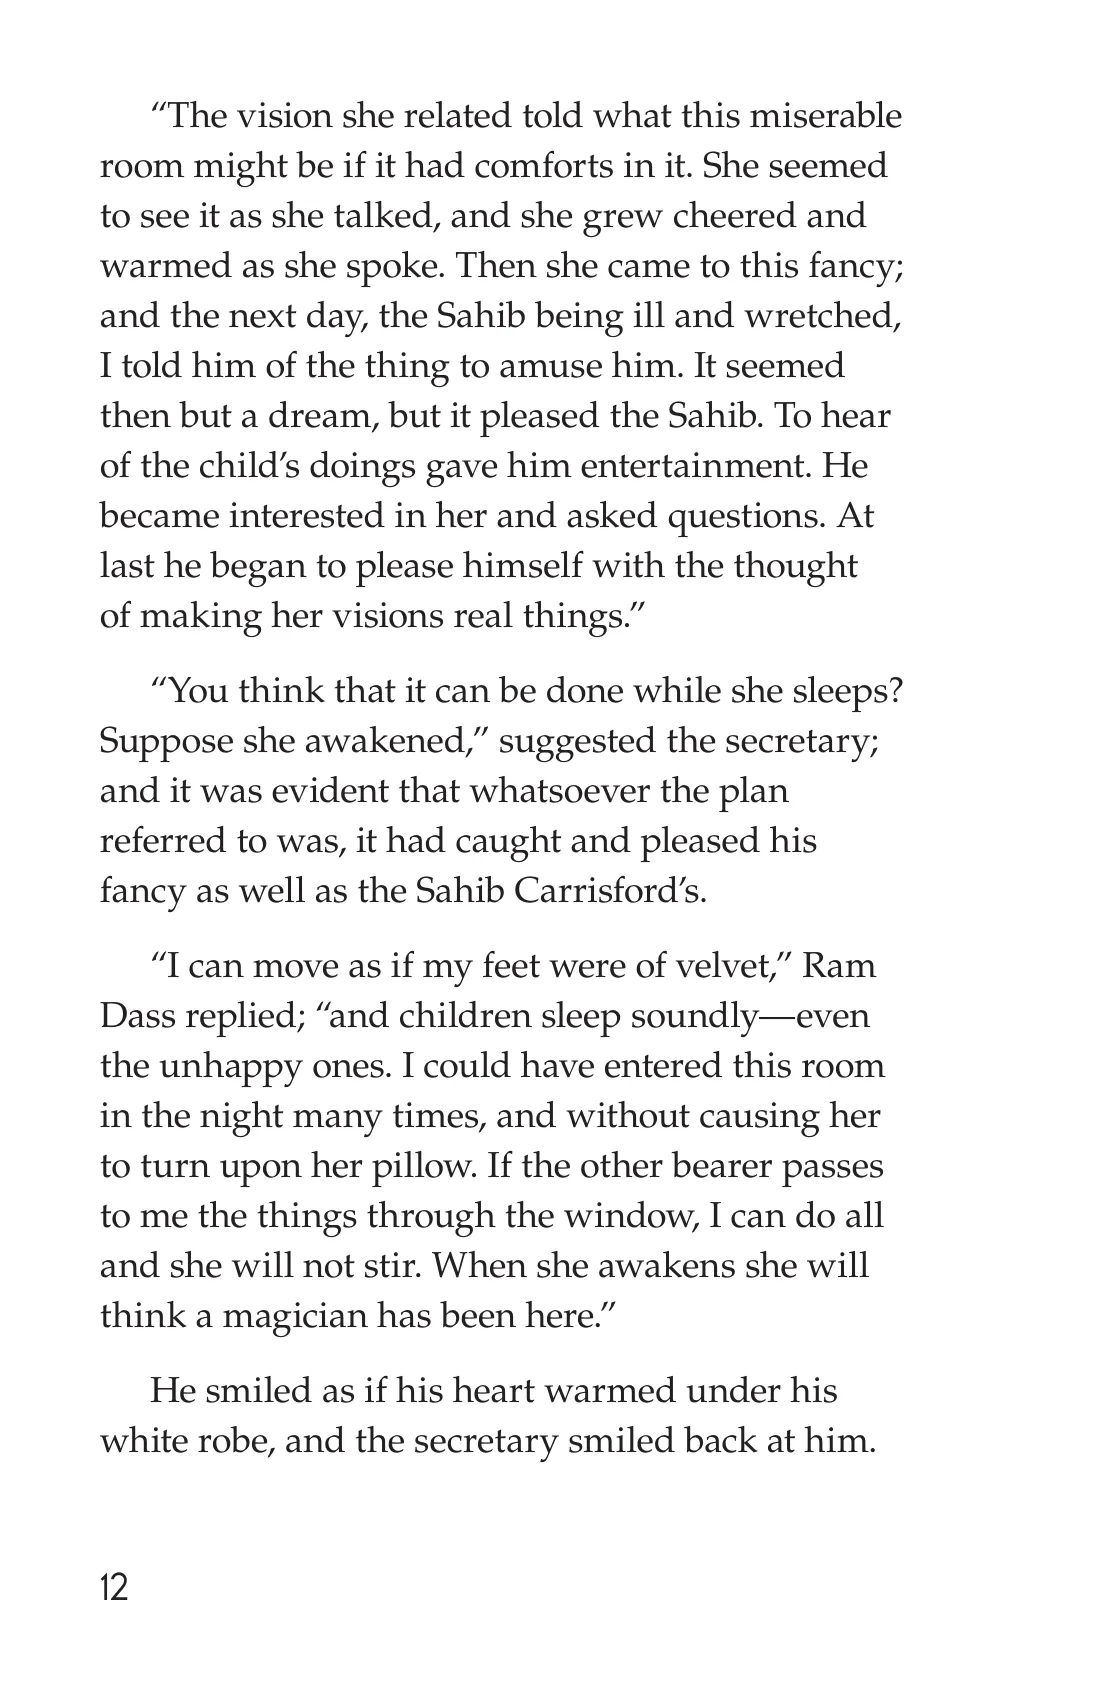 “The vision she related told what this miserable
room might be if it had comforts in it. She seemed
to see it as she talked, and she grew cheered and
warmed as she spoke. Then she came to this fancy;
and the next day, the Sahib being ill and wretched,
I told him of the thing to amuse him. It seemed
then but a dream, but it pleased the Sahib. To hear
of the child’s doings gave him entertainment. He
became interested in her and asked questions. At
last he began to please himself with the thought
of making her visions real things.”
“You think that it can be done while she sleeps?
Suppose she awakened,” suggested the secretary;
and it was evident that whatsoever the plan
referred to was, it had caught and pleased his
fancy as well as the Sahib Carrisford’s.
“I can move as if my feet were of velvet,” Ram
Dass replied; “and children sleep soundly—even
the unhappy ones. I could have entered this room
in the night many times, and without causing her
to turn upon her pillow. If the other bearer passes
to me the things through the window, I can do all
and she will not stir. When she awakens she will
think a magician has been here.”
He smiled as if his heart warmed under his
white robe, and the secretary smiled back at him.
12